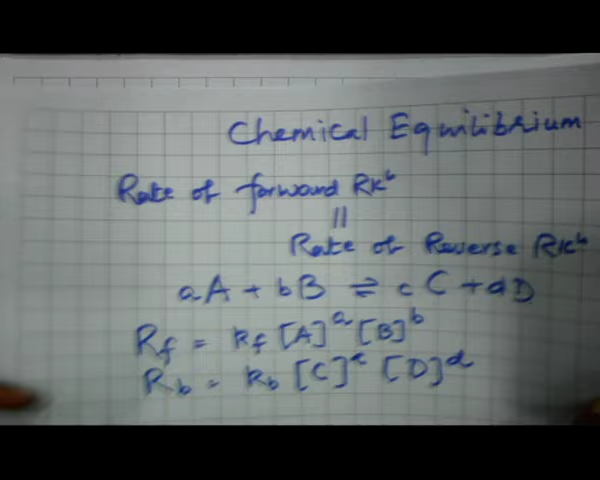 Chemical Equilibrium
Rate of forward RXn
||
Rate of Reverse RXn
aA + bB ⇌ cC + dD
Rf = kf [A]^a [B]^b
Rb = kb [C]^c [D]^d